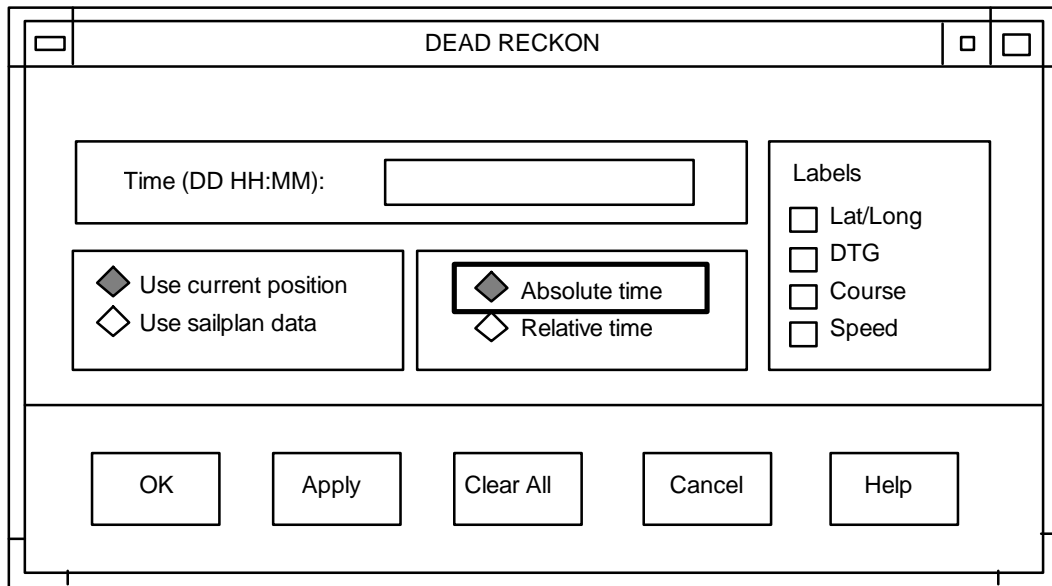 DEAD RECKON
Time (DD HH:MM):
Labels
Lat/Long
DTG
Course
Speed
Use current position
Use sailplan data
Absolute time
Relative time
OK
Apply
Clear All
Cancel
Help